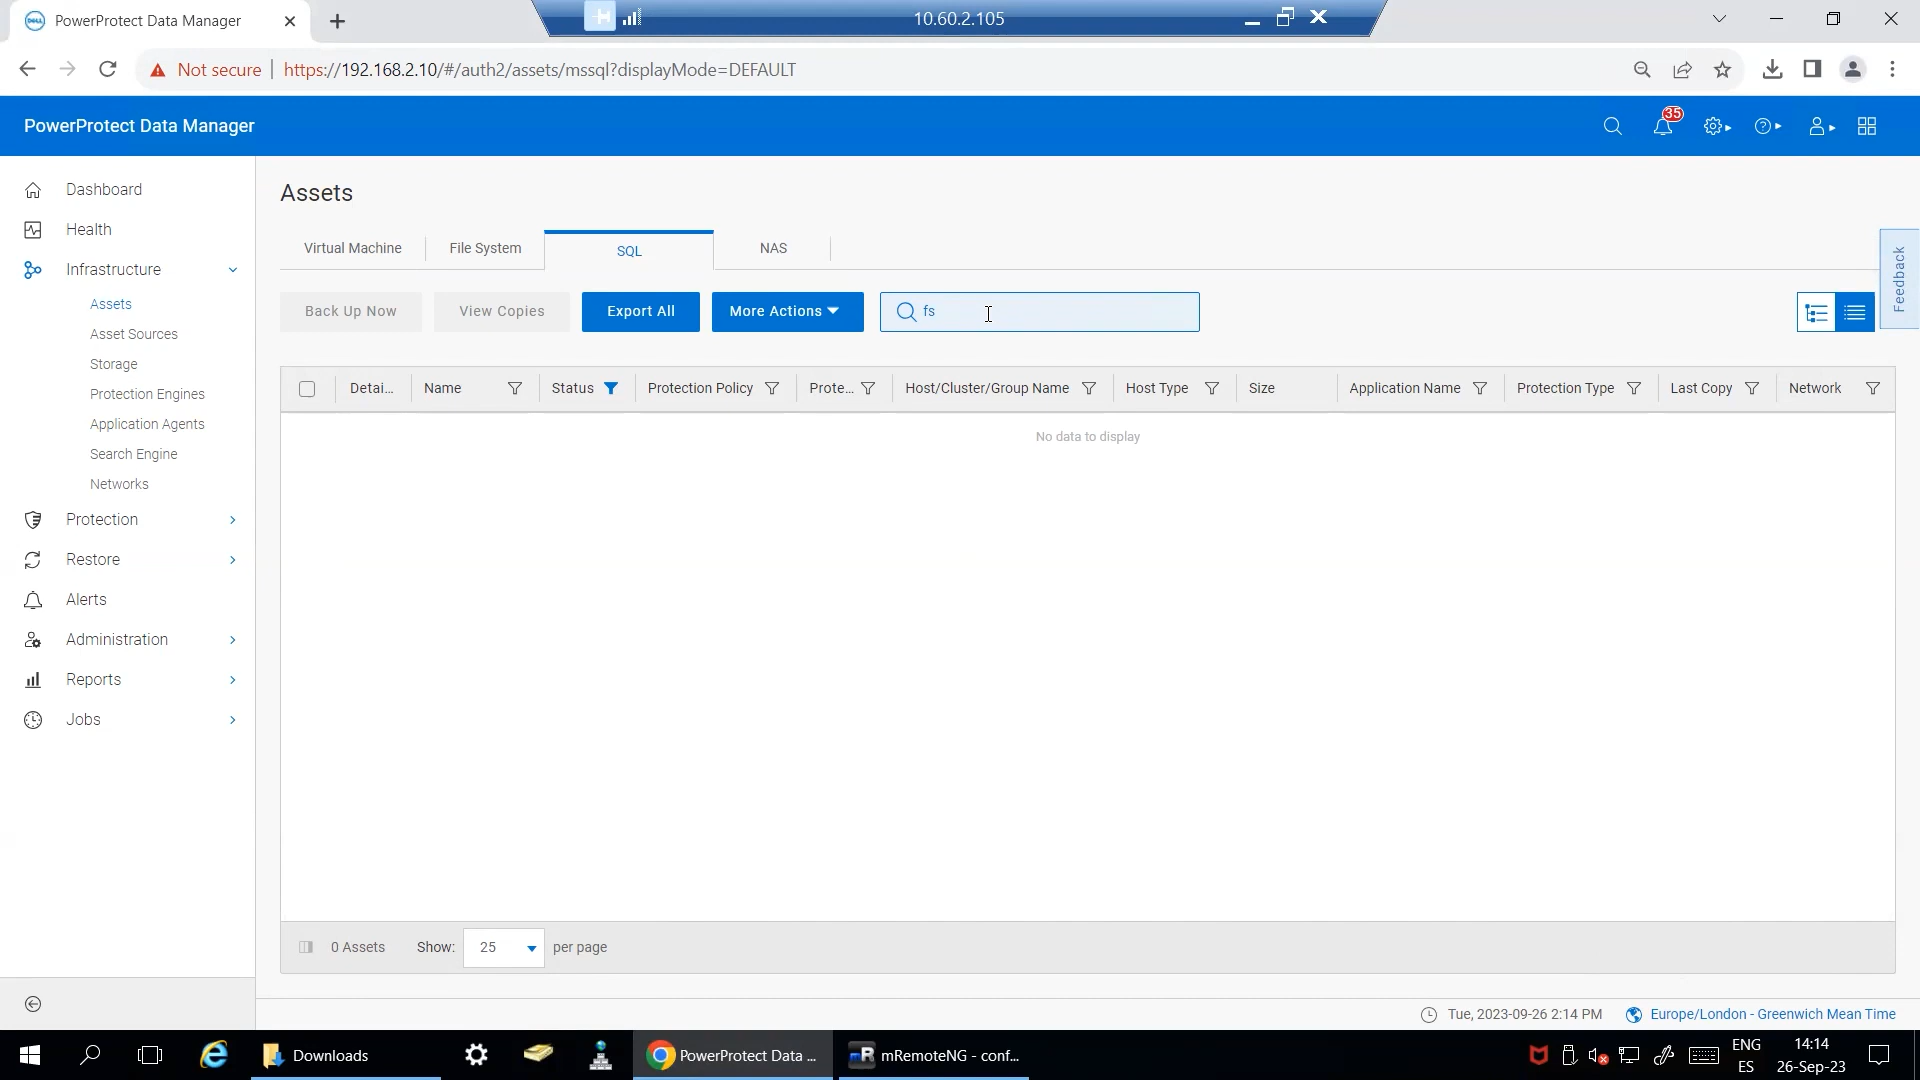 PowerProtect Data Manager
10.60.2.105
Not secure
https://192.168.2.10/#/auth2/assets/mssql?displayMode=DEFAULT
PowerProtect Data Manager
35
Dashboard
Health
Infrastructure
Assets
Asset Sources
Storage
Protection Engines
Application Agents
Search Engine
Networks
Protection
Restore
Alerts
Administration
Reports
Jobs
Assets
Virtual Machine
File System
SQL
NAS
Back Up Now
View Copies
Export All
More Actions
fs
Feedback
Detai...
Name
Status
Protection Policy
Prote...
Host/Cluster/Group Name
Host Type
Size
Application Name
Protection Type
Last Copy
Network
No data to display
0 Assets
Show:
25
per page
Tue, 2023-09-26 2:14 PM
Europe/London - Greenwich Mean Time
Downloads
PowerProtect Data ...
mRemoteNG - conf...
ENG
ES
14:14
26-Sep-23